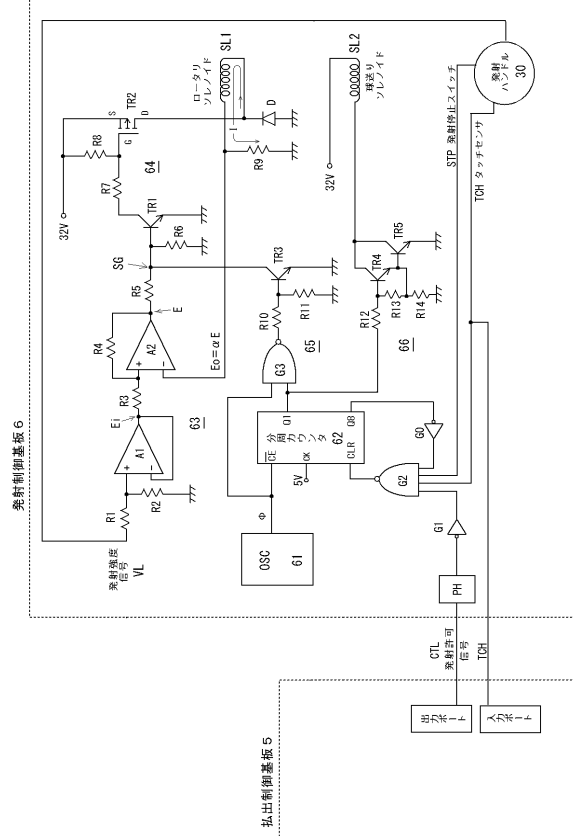 発射制御基板 6
発射強度
信号
VL
R1
R2
A1
+
-
Ei
63
R3
R4
A2
+
-
E
R5
SG
Eo=αE
32V
R8
R7
S
G
D
TR2
64
TR1
R6
ロータリ
ソレノイド
SL1
I
D
R9
球送り
ソレノイド
SL2
32V
TR3
R10
R11
65
G3
TR4
TR5
R12
R13
R14
66
OSC
61
Φ
Q1
Q8
分周カウンタ
62
CE
CK
CLR
5V
G0
G2
G1
PH
発射
ハンドル
30
STP 発射停止スイッチ
TCH タッチセンサ
CTL
発射許可
信号
TCH
払出制御基板 5
出力ポート
入力ポート